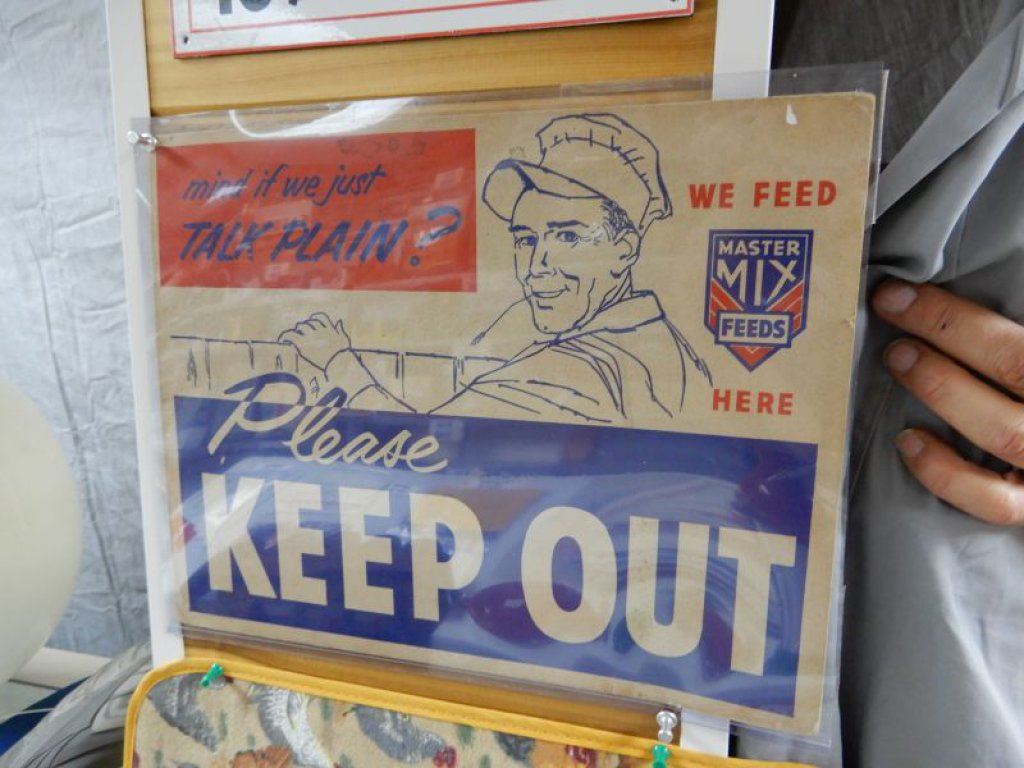 mind if we just
TALK PLAIN?
WE FEED
MASTER
MIX
FEEDS
HERE
Please
KEEP OUT